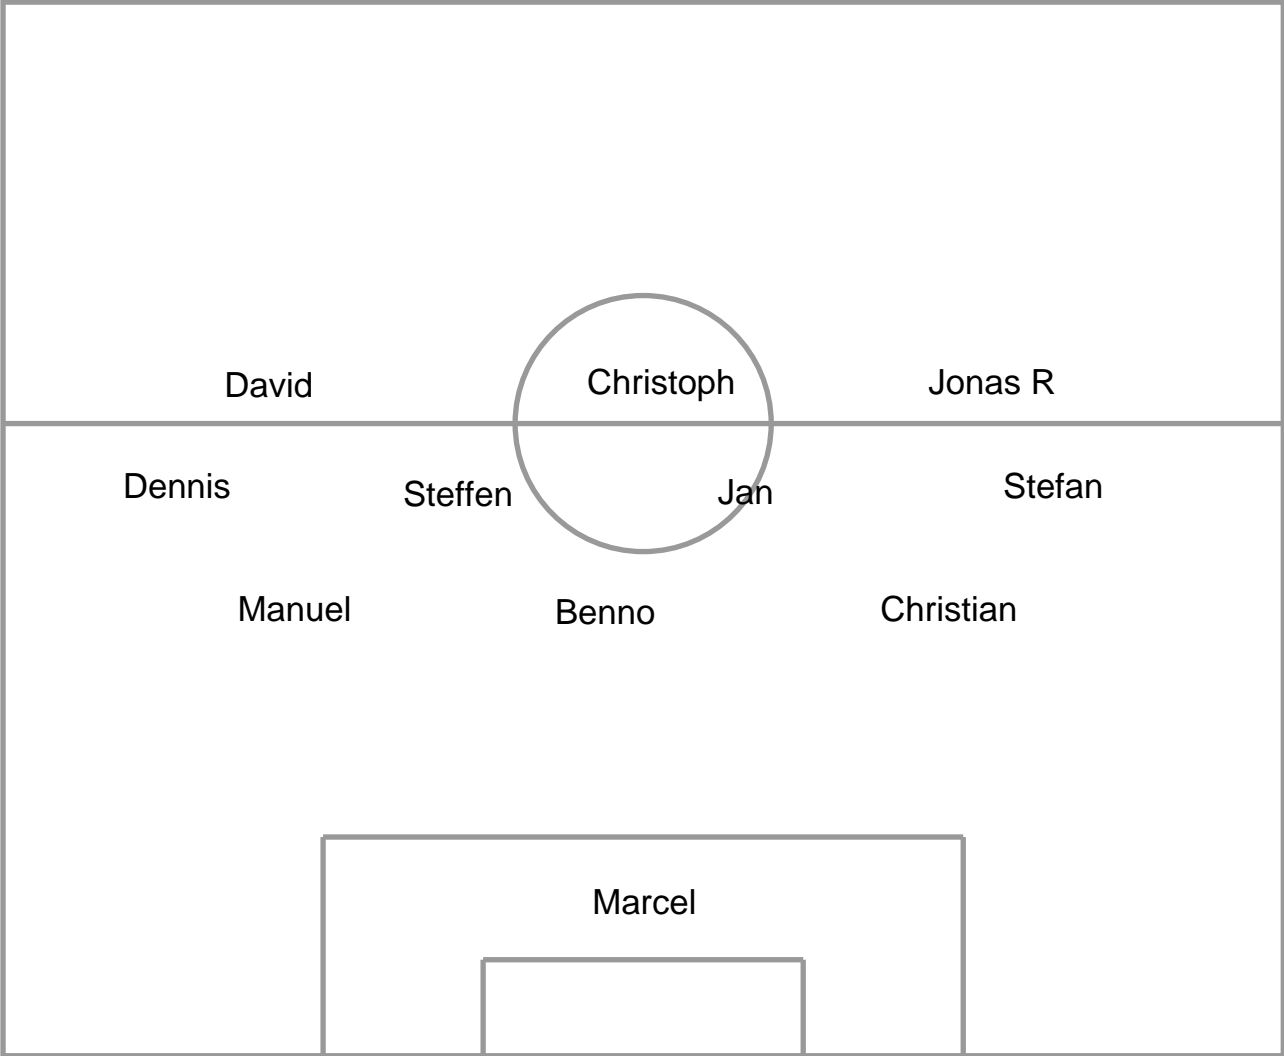 David Christoph Jonas R
Dennis Steffen Jan Stefan
Manuel Benno Christian
Marcel